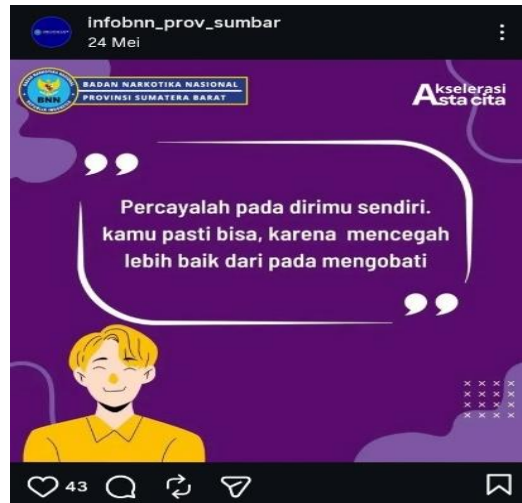 infobnn_prov_sumbar
24 Mei
BADAN NARKOTIKA NASIONAL
PROVINSI SUMATERA BARAT
BNN
Akselerasi
Asta cita
Percayalah pada dirimu sendiri.
kamu pasti bisa, karena mencegah
lebih baik dari pada mengobati
43